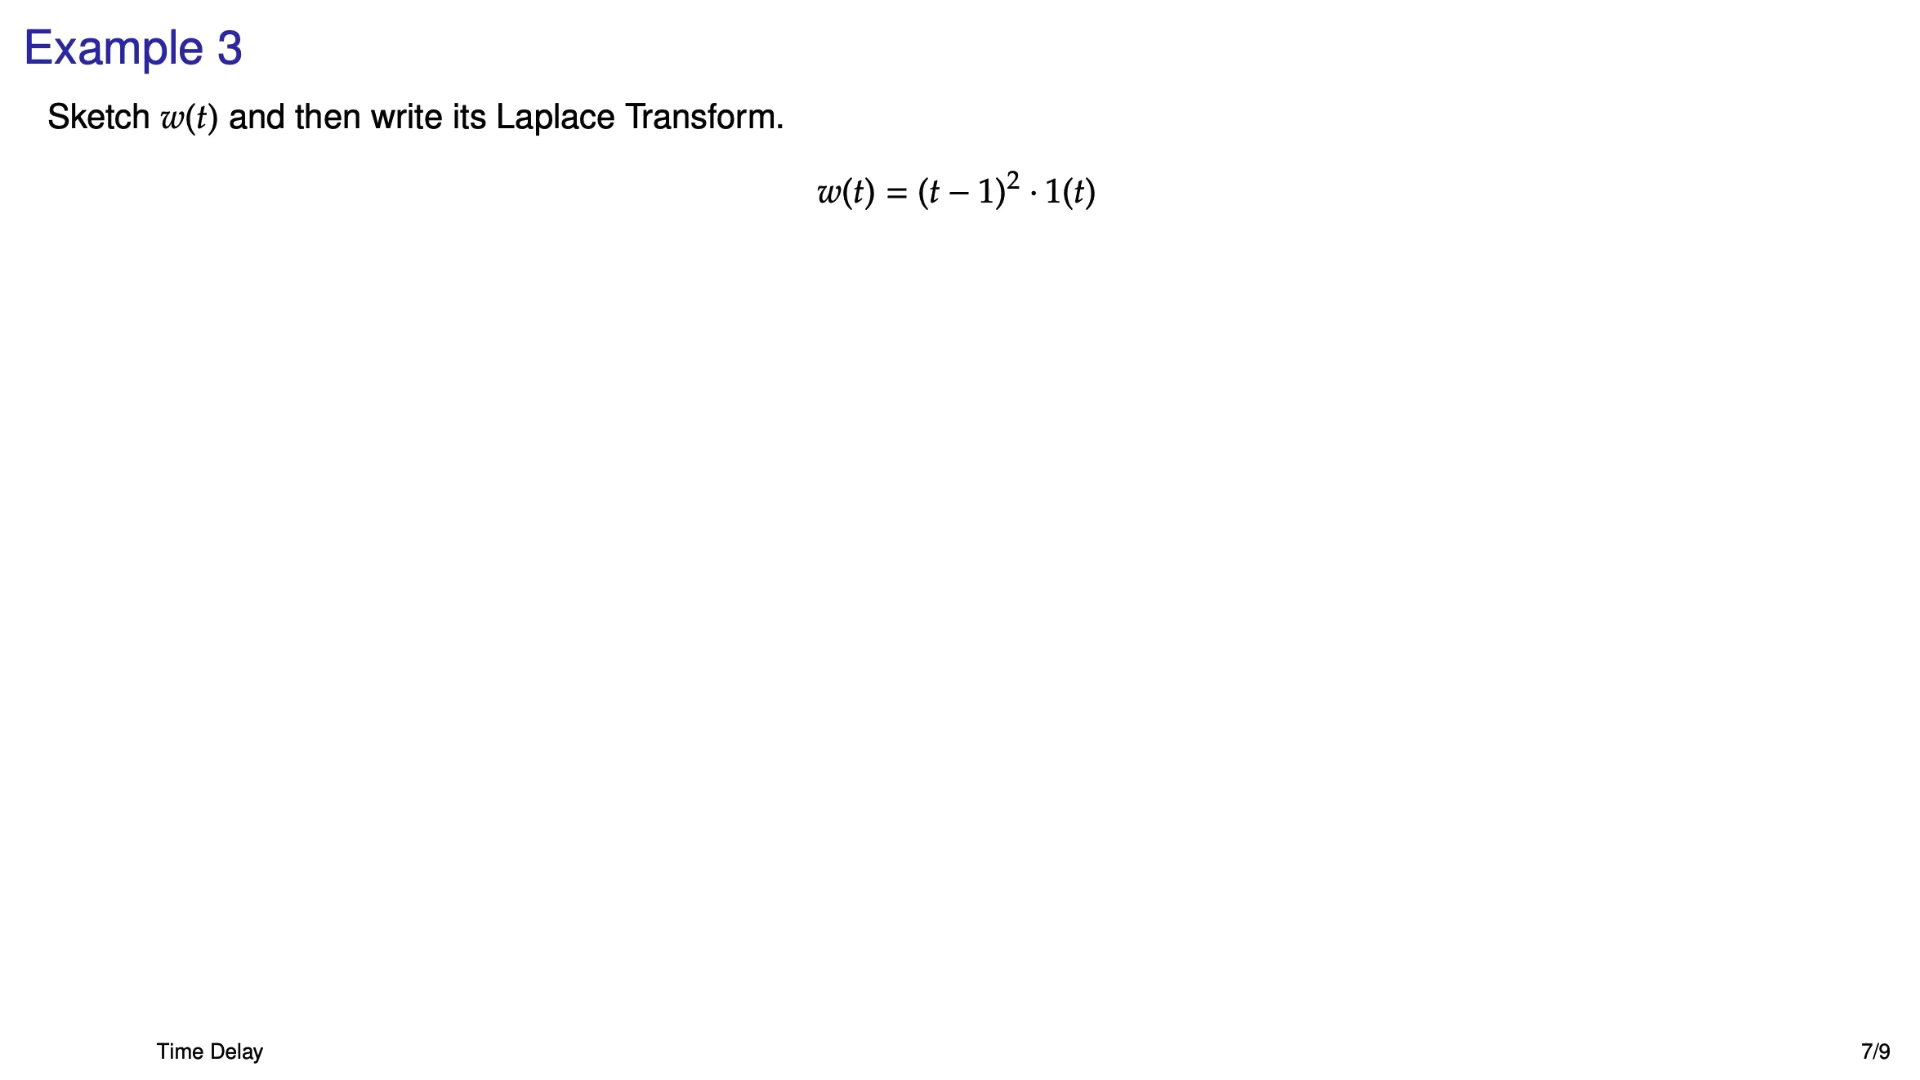 Example 3
Sketch w(t) and then write its Laplace Transform.
w(t) = (t − 1)² · 1(t)
Time Delay
7/9